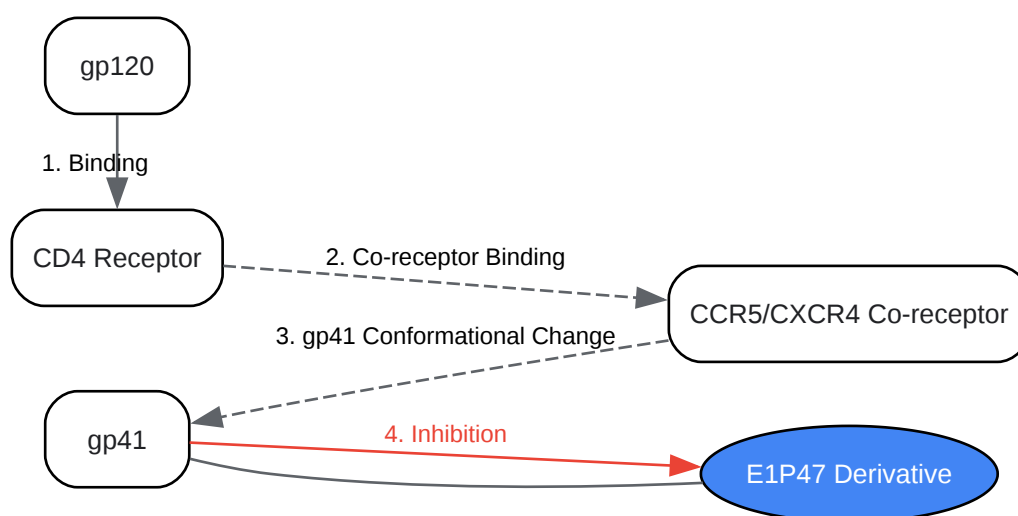 gp120
1. Binding
CD4 Receptor
2. Co-receptor Binding
CCR5/CXCR4 Co-receptor
3. gp41 Conformational Change
gp41
4. Inhibition
E1P47 Derivative